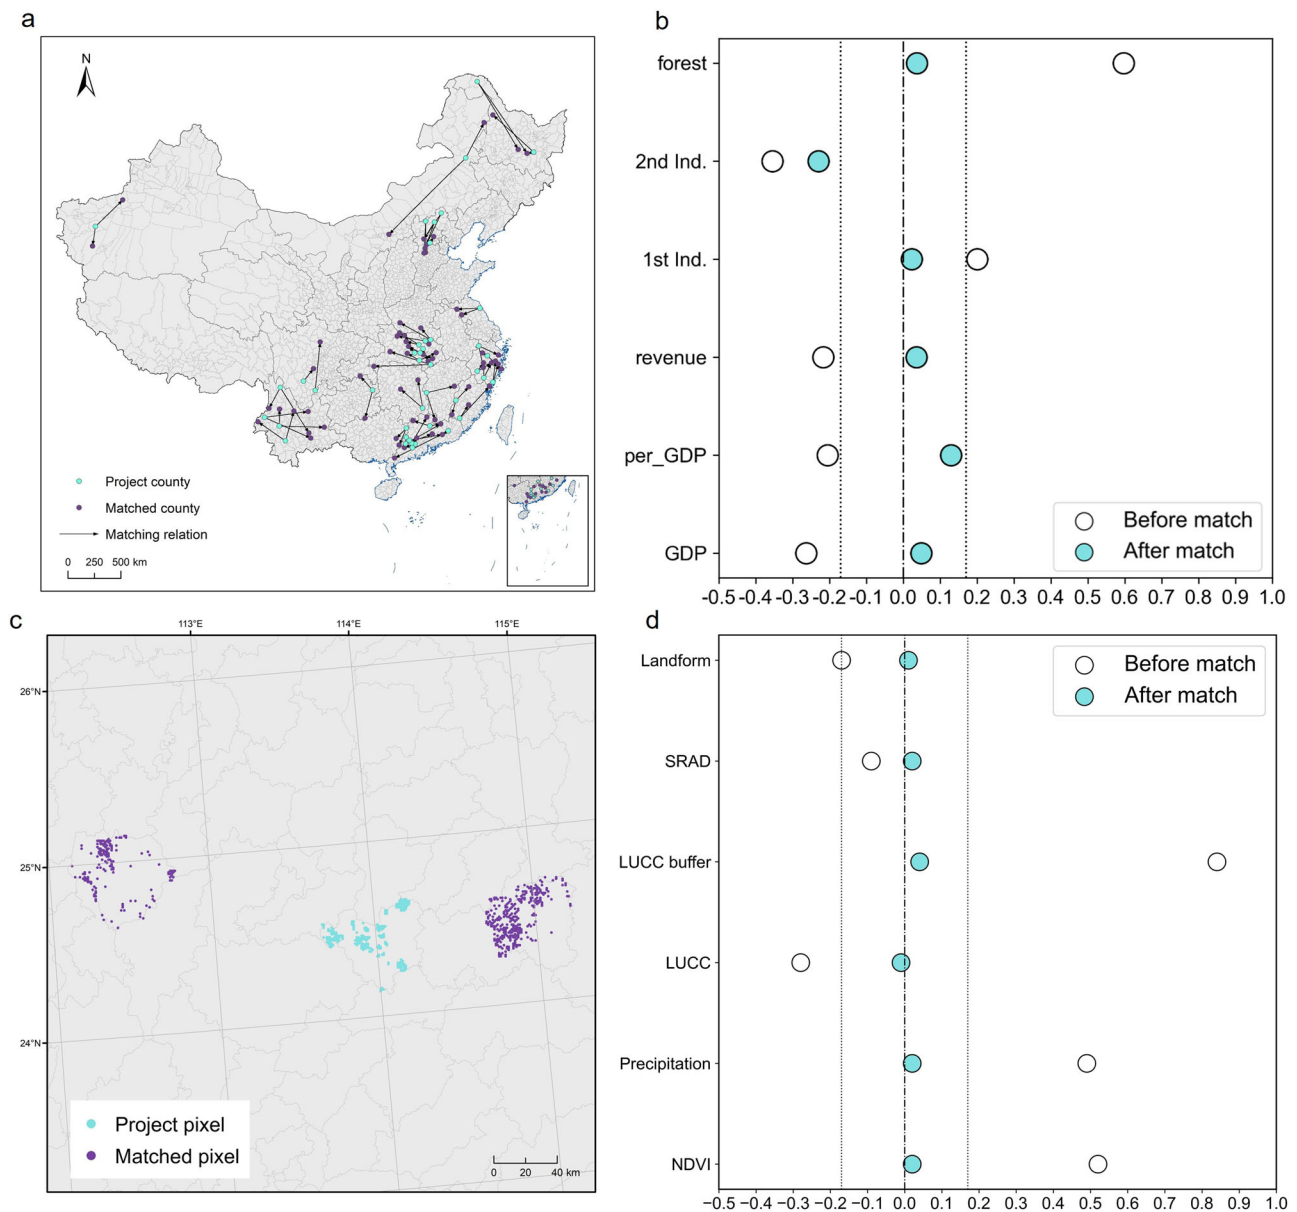 a
N
Project county
Matched county
Matching relation
0 250 500 km
b
forest
2nd Ind.
1st Ind.
revenue
per_GDP
GDP
Before match
After match
-0.5 -0.4 -0.3 -0.2 -0.1 0.0 0.1 0.2 0.3 0.4 0.5 0.6 0.7 0.8 0.9 1.0
c
113°E 114°E 115°E
26°N
25°N
24°N
Project pixel
Matched pixel
0 20 40 km
d
Landform
SRAD
LUCC buffer
LUCC
Precipitation
NDVI
Before match
After match
-0.5 -0.4 -0.3 -0.2 -0.1 0.0 0.1 0.2 0.3 0.4 0.5 0.6 0.7 0.8 0.9 1.0